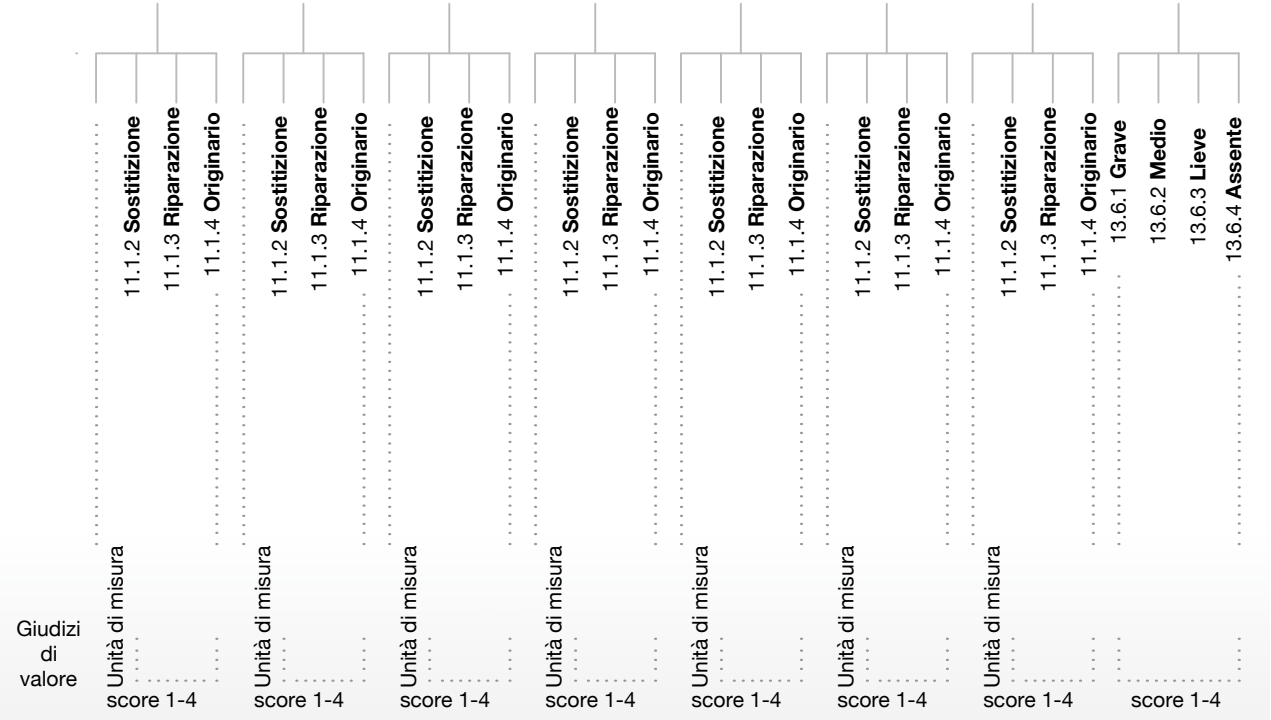 11.1.2 Sostitizione
11.1.3 Riparazione
11.1.4 Originario
11.1.2 Sostitizione
11.1.3 Riparazione
11.1.4 Originario
11.1.2 Sostitizione
11.1.3 Riparazione
11.1.4 Originario
11.1.2 Sostitizione
11.1.3 Riparazione
11.1.4 Originario
11.1.2 Sostitizione
11.1.3 Riparazione
11.1.4 Originario
11.1.2 Sostitizione
11.1.3 Riparazione
11.1.4 Originario
11.1.2 Sostitizione
11.1.3 Riparazione
11.1.4 Originario
13.6.1 Grave
13.6.2 Medio
13.6.3 Lieve
13.6.4 Assente
Giudizi
di
valore
Unità di misura
Unità di misura
Unità di misura
Unità di misura
Unità di misura
Unità di misura
Unità di misura
score 1-4
score 1-4
score 1-4
score 1-4
score 1-4
score 1-4
score 1-4
score 1-4